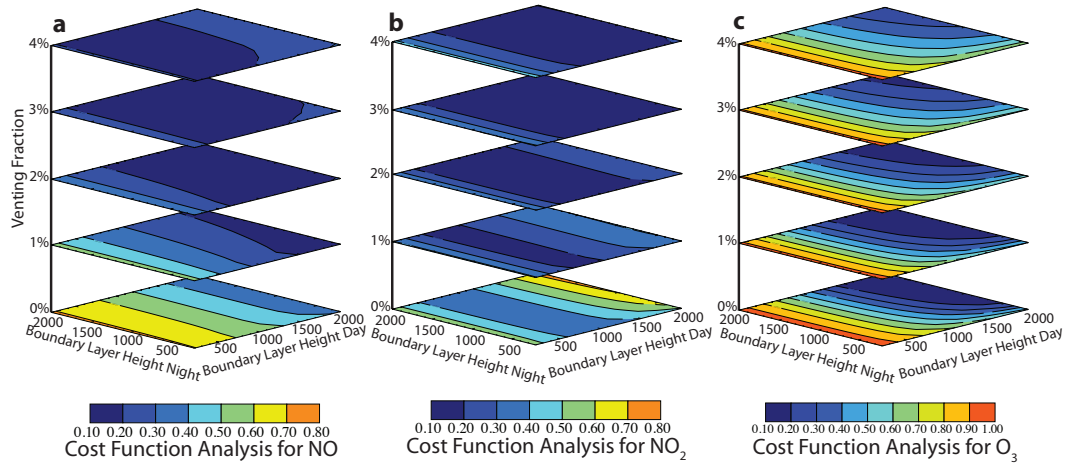 a
b
c
Venting Fraction
4%
3%
2%
1%
0%
2000
1500
1000
500
Boundary Layer Height Night
500
1000
1500
2000
Boundary Layer Height Day
4%
3%
2%
1%
0%
2000
1500
1000
500
Boundary Layer Height Night
500
1000
1500
2000
Boundary Layer Height Day
4%
3%
2%
1%
0%
2000
1500
1000
500
Boundary Layer Height Night
500
1000
1500
2000
Boundary Layer Height Day
0.10 0.20 0.30 0.40 0.50 0.60 0.70 0.80
Cost Function Analysis for NO
0.10 0.20 0.30 0.40 0.50 0.60 0.70 0.80
Cost Function Analysis for NO₂
0.10 0.20 0.30 0.40 0.50 0.60 0.70 0.80 0.90 1.00
Cost Function Analysis for O₃